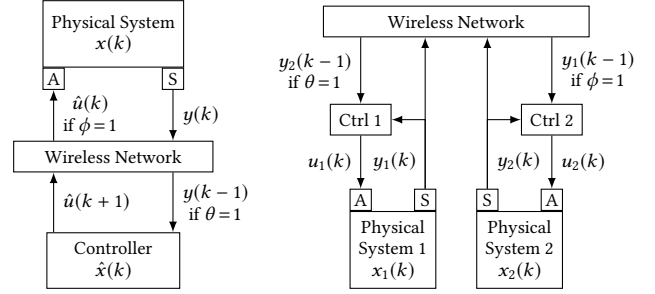 Physical System
x(k)
A
S
û(k)
if ϕ = 1
y(k)
Wireless Network
û(k+1)
y(k−1)
if θ = 1
Controller
x̂(k)
Wireless Network
y₂(k−1)
if θ = 1
y₁(k−1)
if ϕ = 1
Ctrl 1
Ctrl 2
u₁(k)
y₁(k)
y₂(k)
u₂(k)
A
S
S
A
Physical
System 1
x₁(k)
Physical
System 2
x₂(k)